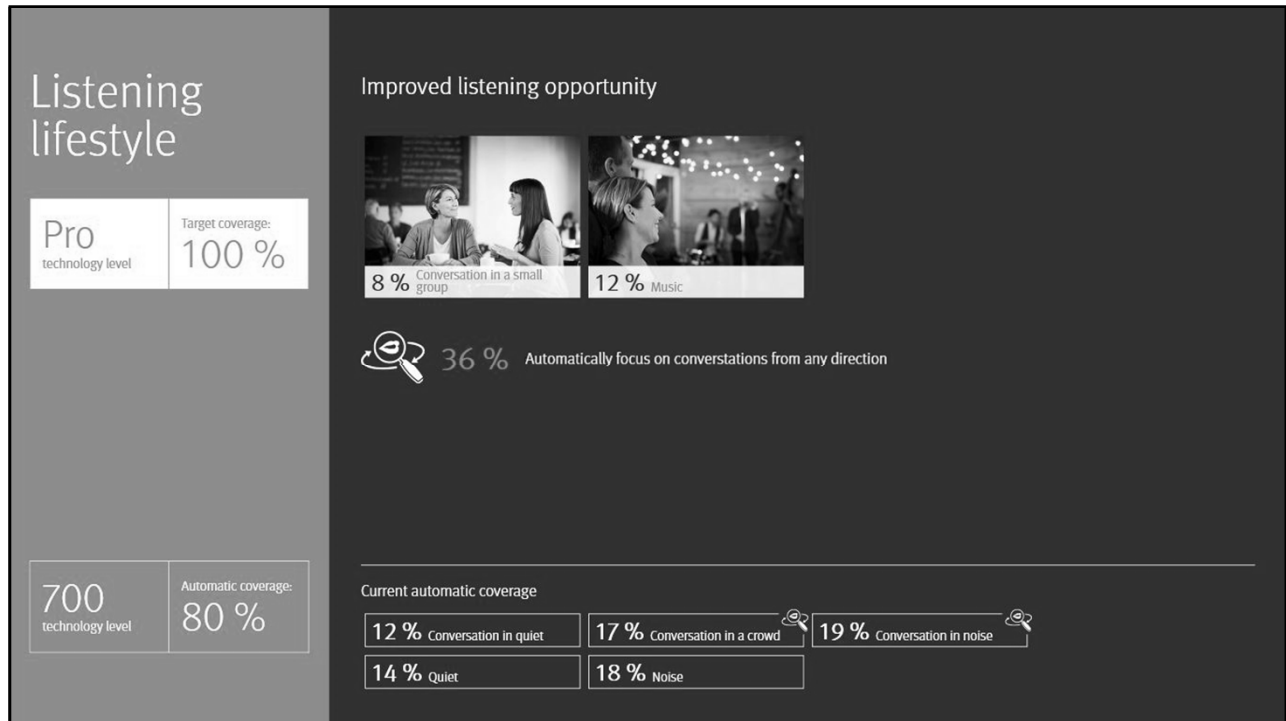 Listening
lifestyle
Pro
technology level
Target coverage:
100 %
700
technology level
Automatic coverage:
80 %
Improved listening opportunity
8 % Conversation in a small
group
12 % Music
36 % Automatically focus on converstations from any direction
Current automatic coverage
12 % Conversation in quiet
17 % Conversation in a crowd
19 % Conversation in noise
14 % Quiet
18 % Noise